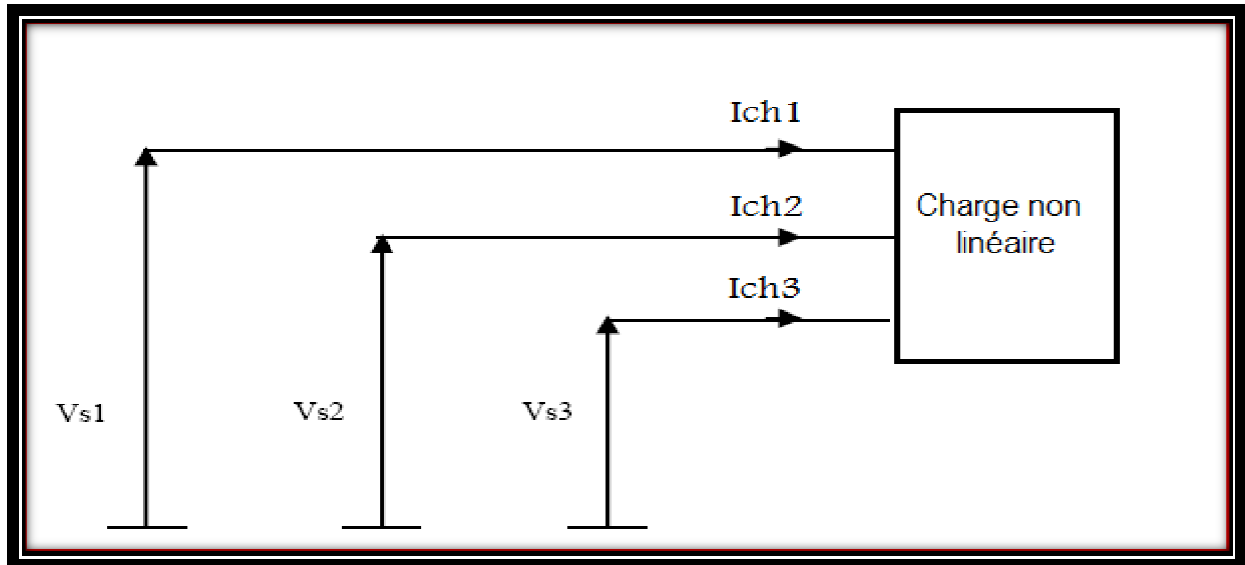 Ich1
Ich2
Charge non
linéaire
Ich3
Vs1
Vs2
Vs3